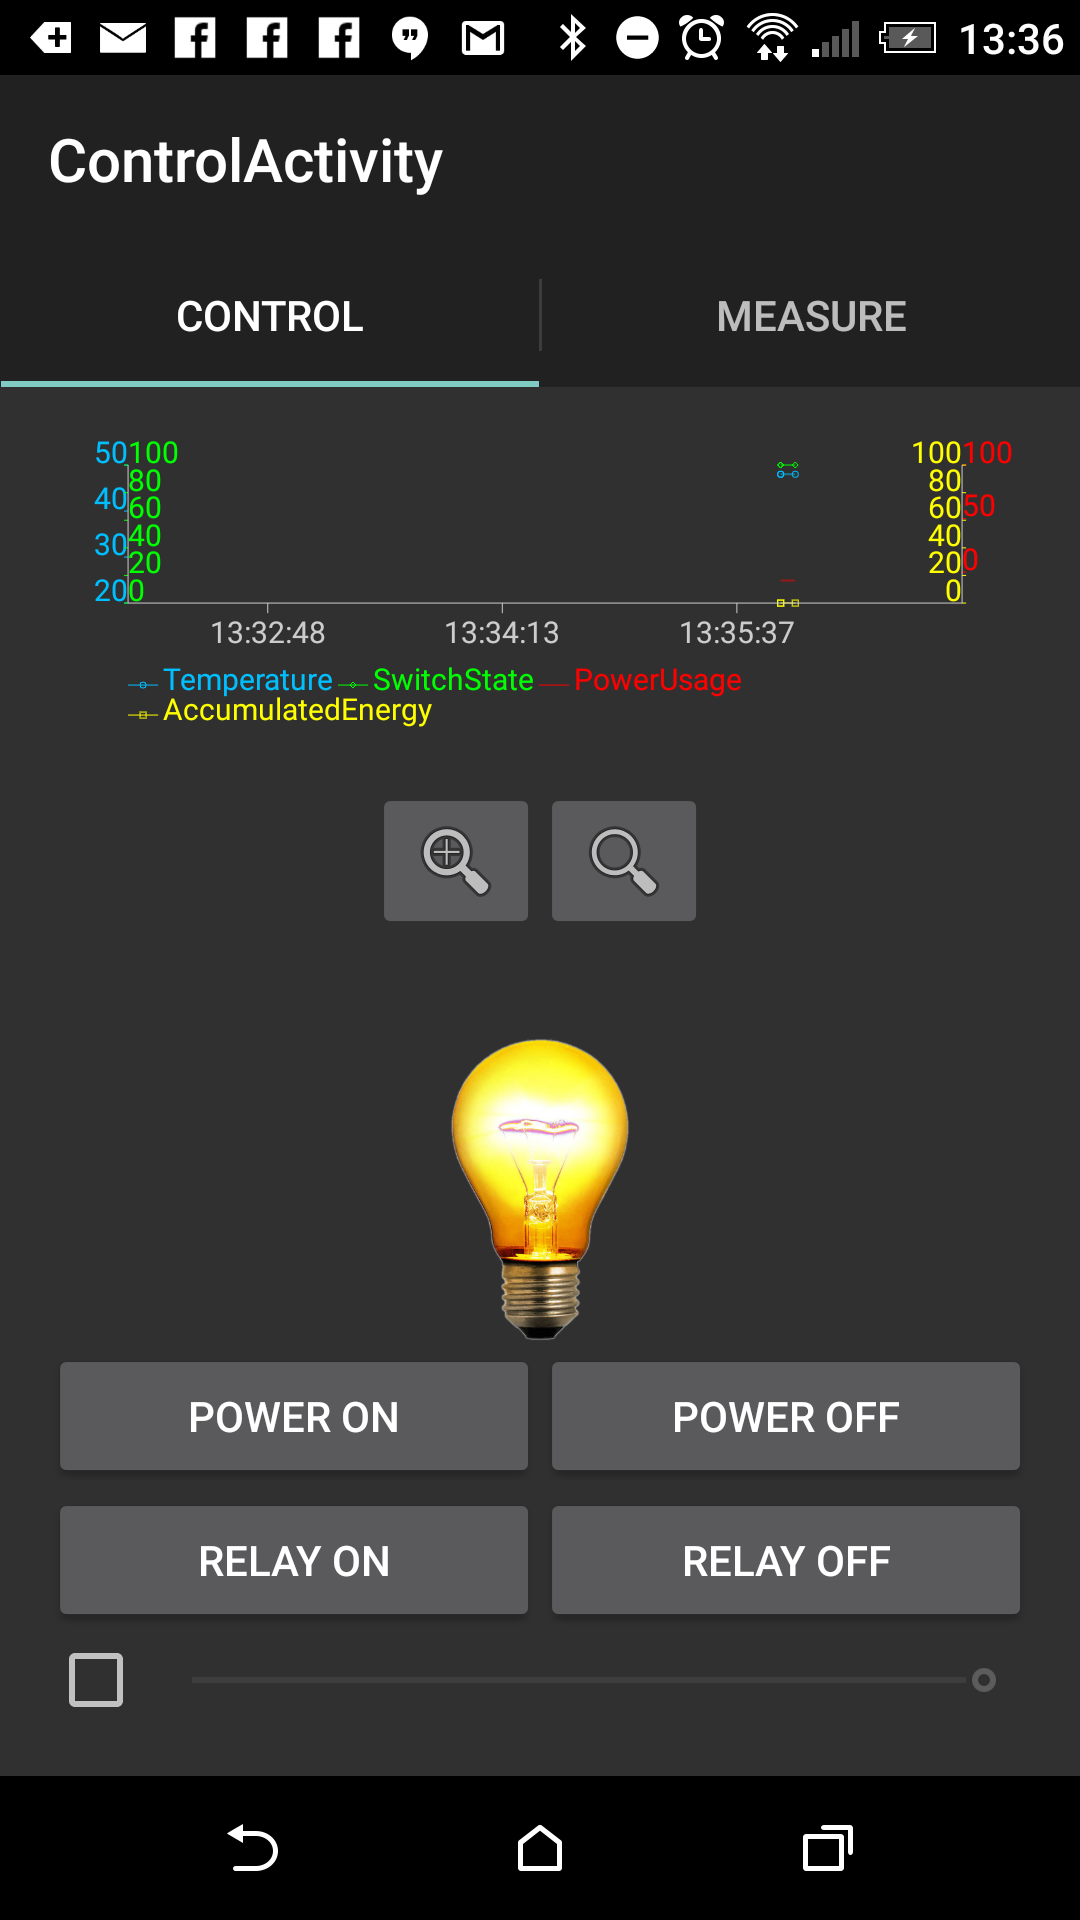 13:36
ControlActivity
CONTROL MEASURE
50 100 100 100
80 80
40 60 60 50
30 40 40
20 20 0
20 0 0
13:32:48 13:34:13 13:35:37
Temperature SwitchState PowerUsage
AccumulatedEnergy
POWER ON POWER OFF
RELAY ON RELAY OFF